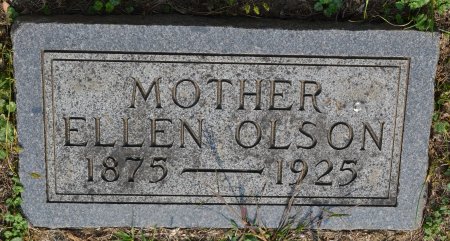 MOTHER
ELLEN OLSON
1875 — 1925